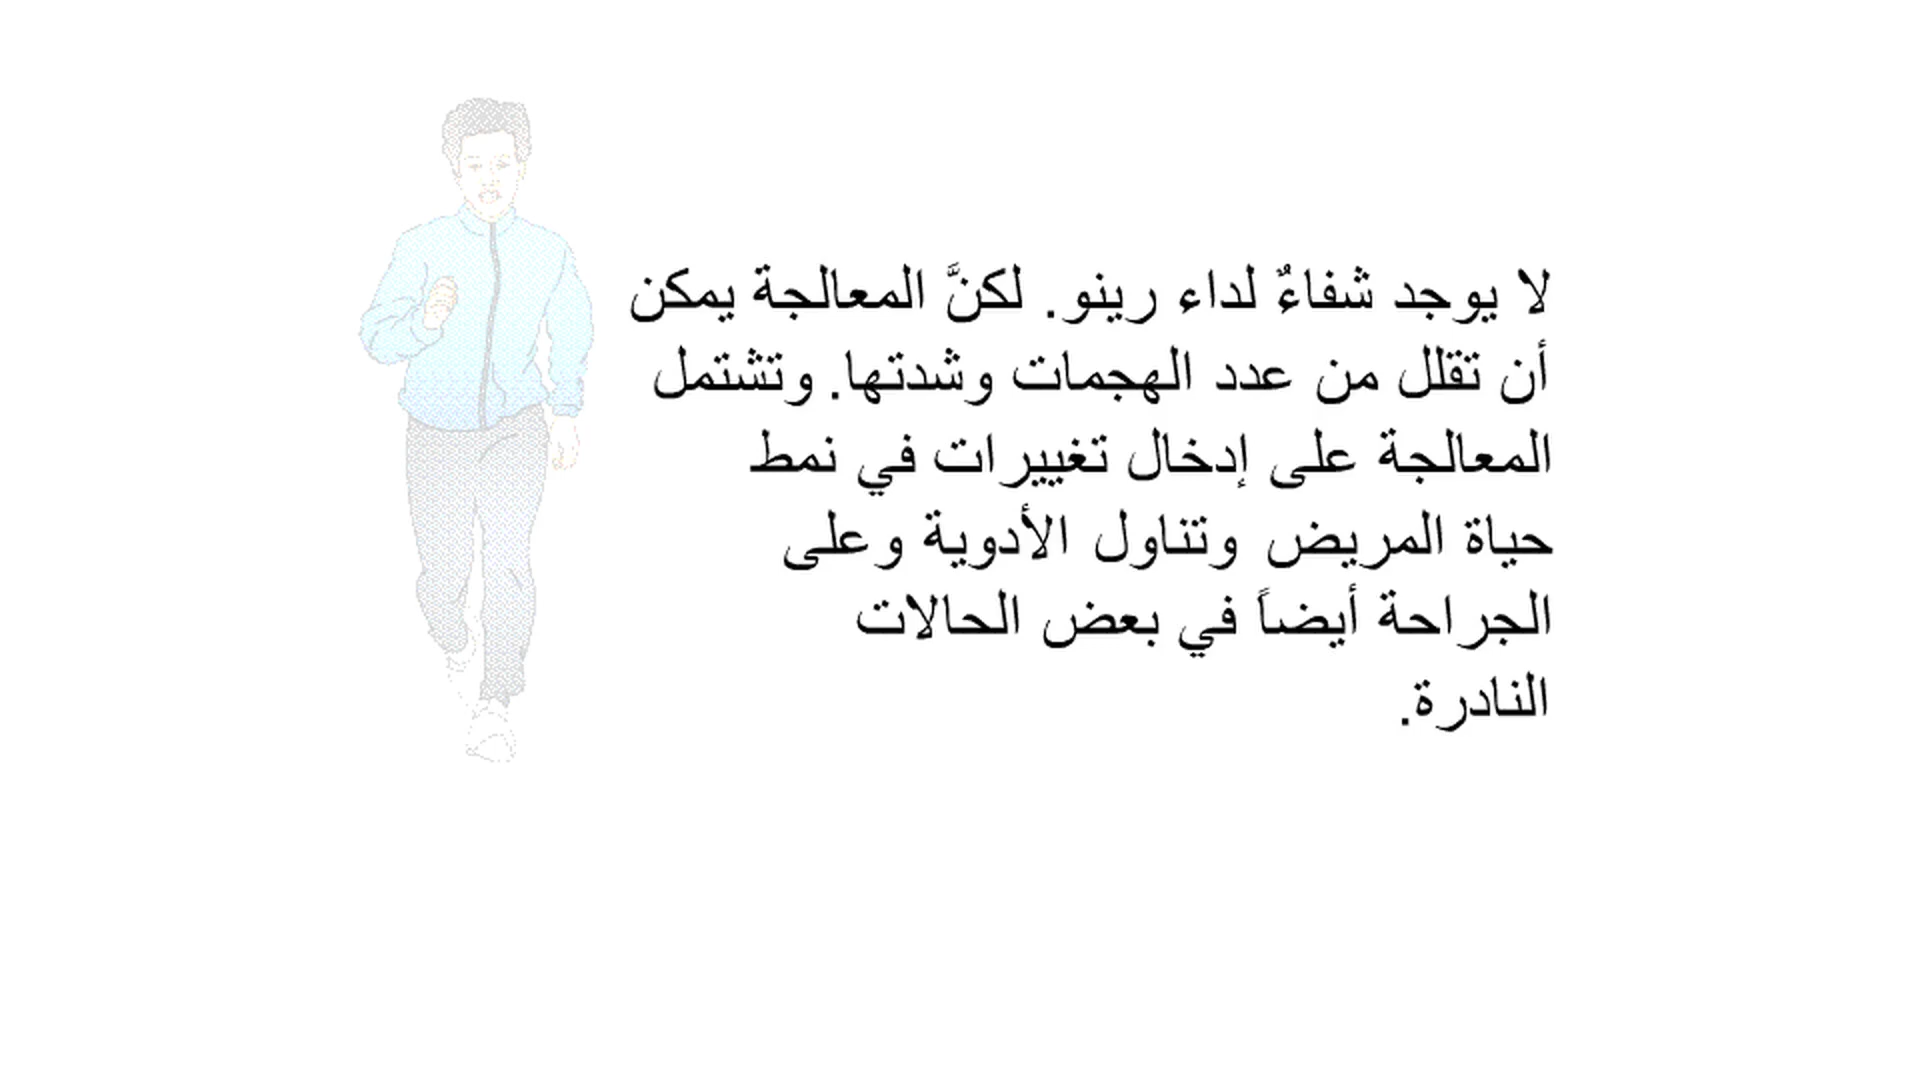 لا يوجد شفاءٌ لداء رينو. لكنَّ المعالجة يمكن
أن تقلل من عدد الهجمات وشدتها. وتشتمل
المعالجة على إدخال تغييرات في نمط
حياة المريض وتناول الأدوية وعلى
الجراحة أيضاً في بعض الحالات
النادرة.